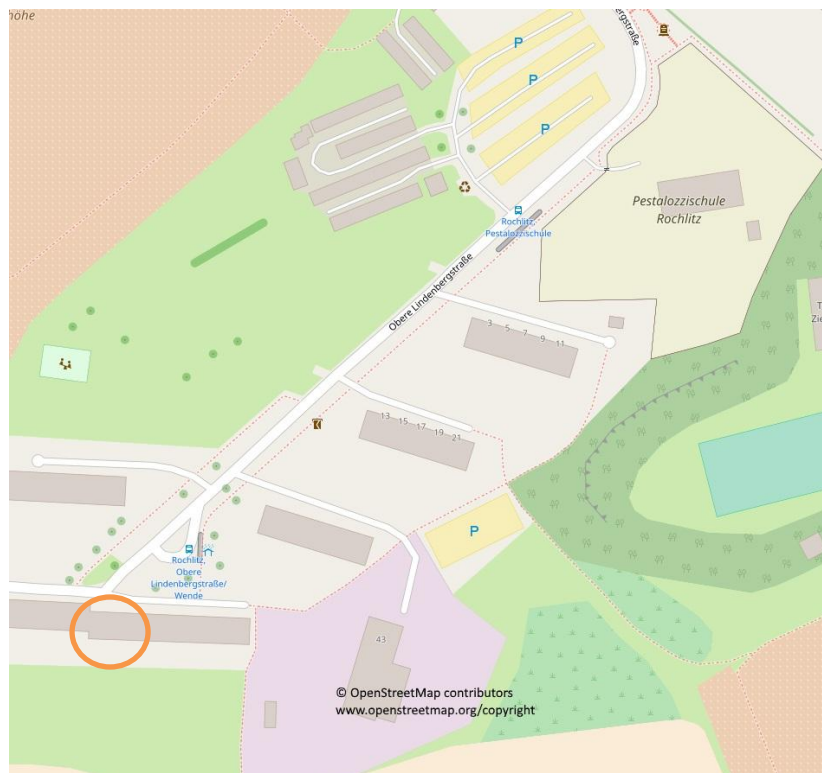 höhe
P
P
P
Obere Lindenbergstraße
Rochlitz,
Pestalozzischule
Pestalozzischule
Rochlitz
3 5 7 9 11
13 15 17 19 21
P
Rochlitz,
Obere
Lindenbergstraße/
Wende
43
© OpenStreetMap contributors
www.openstreetmap.org/copyright